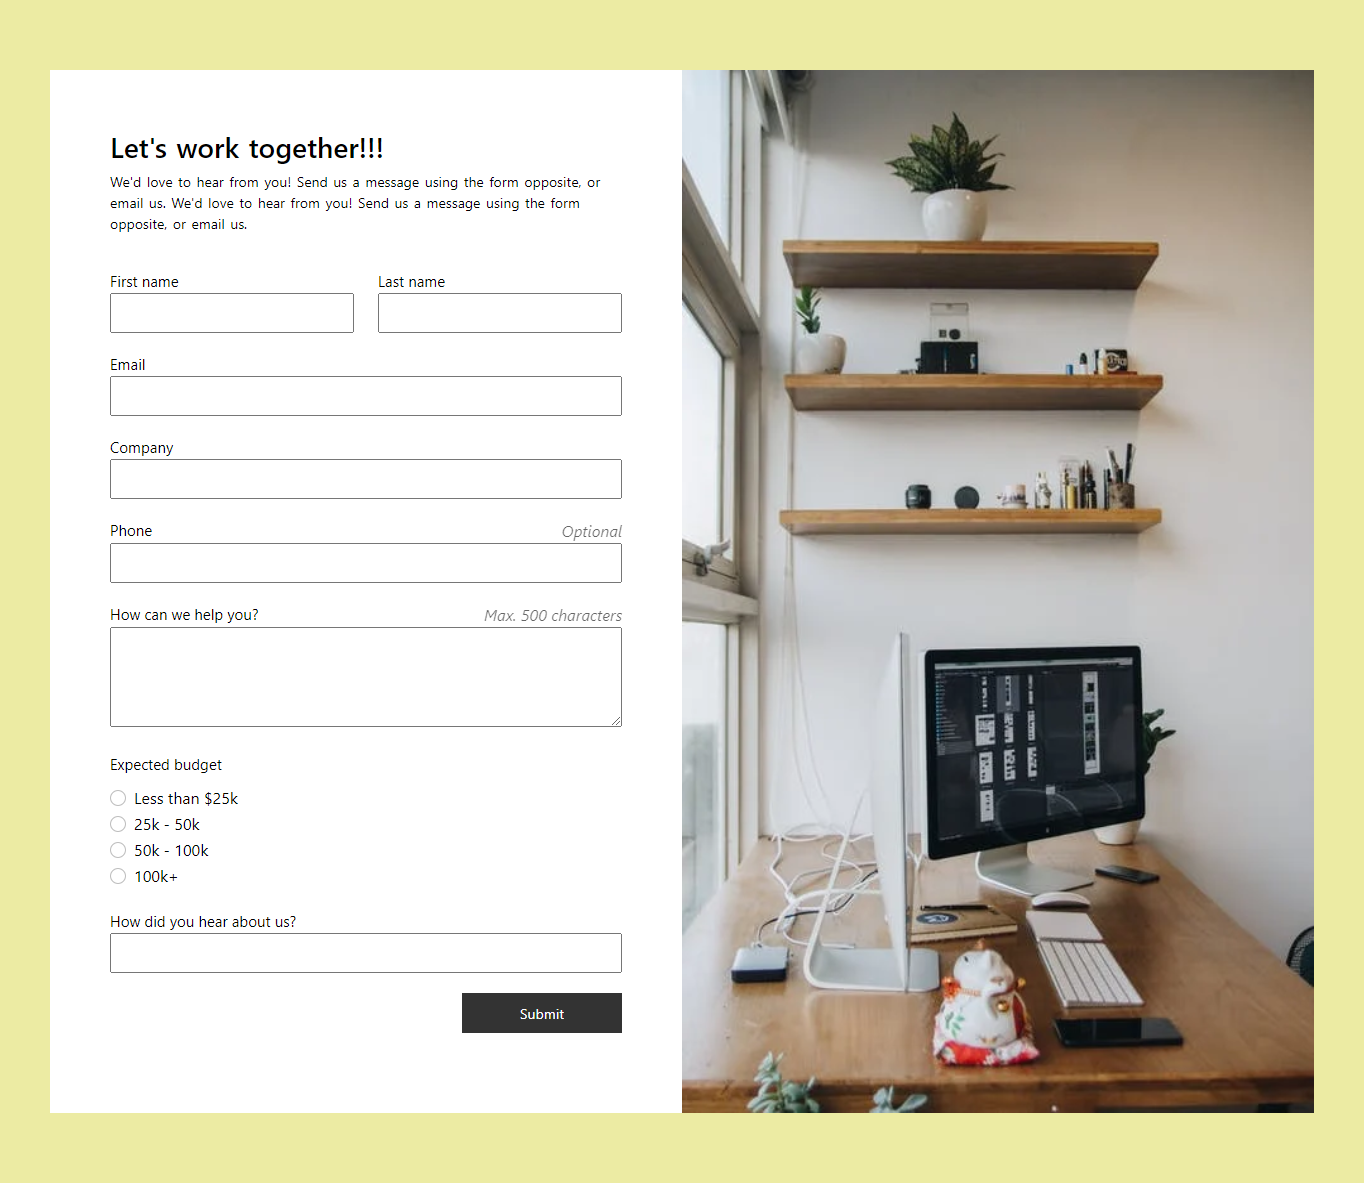 Let's work together!!!
We'd love to hear from you! Send us a message using the form opposite, or
email us. We'd love to hear from you! Send us a message using the form
opposite, or email us.
First name
Last name
Email
Company
Phone
Optional
How can we help you?
Max. 500 characters
Expected budget
Less than $25k
25k - 50k
50k - 100k
100k+
How did you hear about us?
Submit